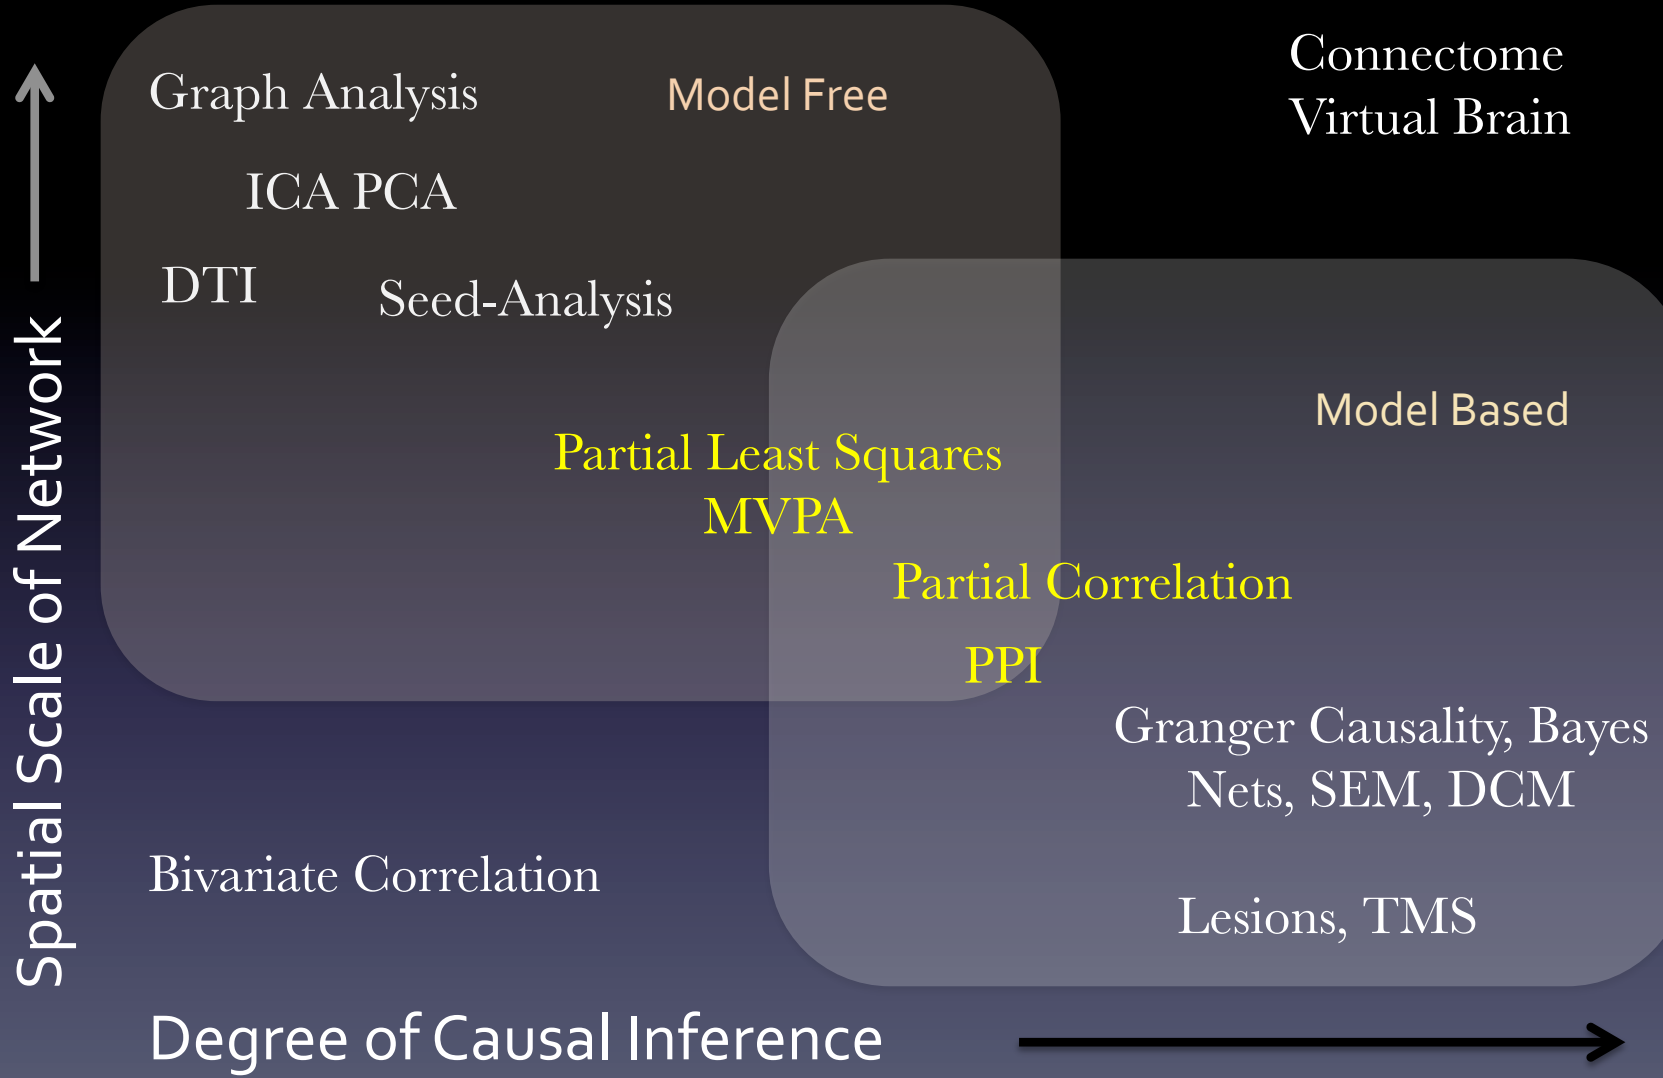 Connectome
Virtual Brain
Graph Analysis
Model Free
ICA PCA
DTI
Seed-Analysis
Model Based
Partial Least Squares
MVPA
Partial Correlation
PPI
Granger Causality, Bayes
Nets, SEM, DCM
Bivariate Correlation
Lesions, TMS
Spatial Scale of Network
Degree of Causal Inference